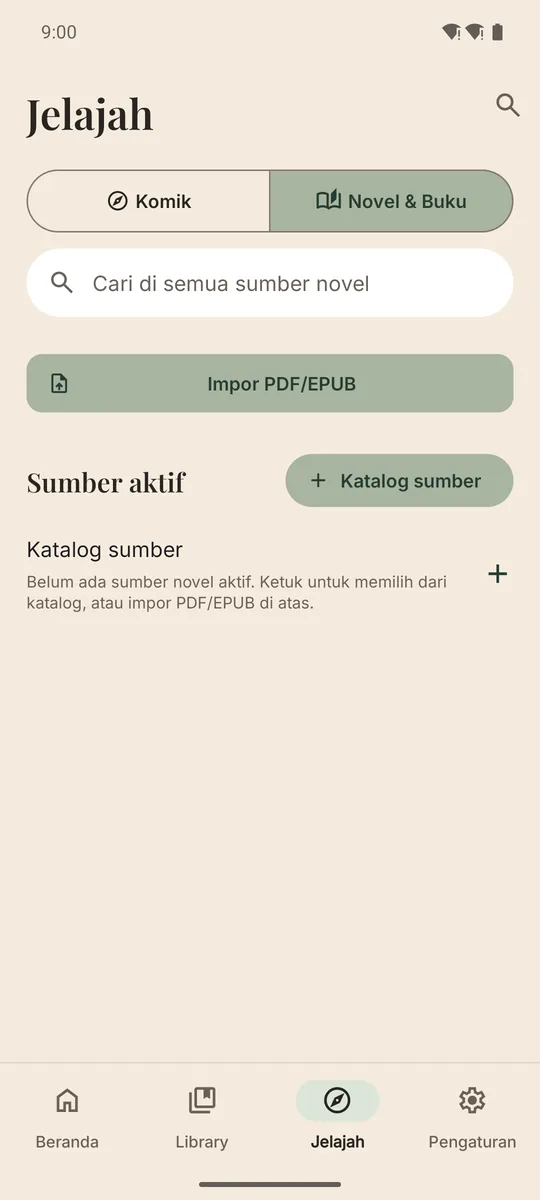 9:00
Jelajah
Komik
Novel & Buku
Cari di semua sumber novel
Impor PDF/EPUB
Sumber aktif
Katalog sumber
Katalog sumber
Belum ada sumber novel aktif. Ketuk untuk memilih dari
katalog, atau impor PDF/EPUB di atas.
Beranda
Library
Jelajah
Pengaturan